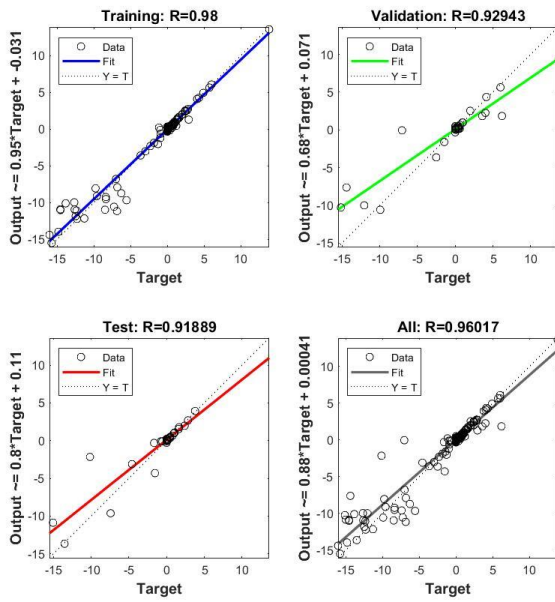 Training: R=0.98
Output ~= 0.95*Target + -0.031
10
5
0
-5
-10
-15
Data
Fit
Y = T
-15 -10 -5 0 5 10
Target
Validation: R=0.92943
Output ~= 0.68*Target + 0.071
10
5
0
-5
-10
-15
Data
Fit
Y = T
-15 -10 -5 0 5 10
Target
Test: R=0.91889
Output ~= 0.8*Target + 0.11
10
5
0
-5
-10
-15
Data
Fit
Y = T
-15 -10 -5 0 5 10
Target
All: R=0.96017
Output ~= 0.88*Target + 0.00041
10
5
0
-5
-10
-15
Data
Fit
Y = T
-15 -10 -5 0 5 10
Target